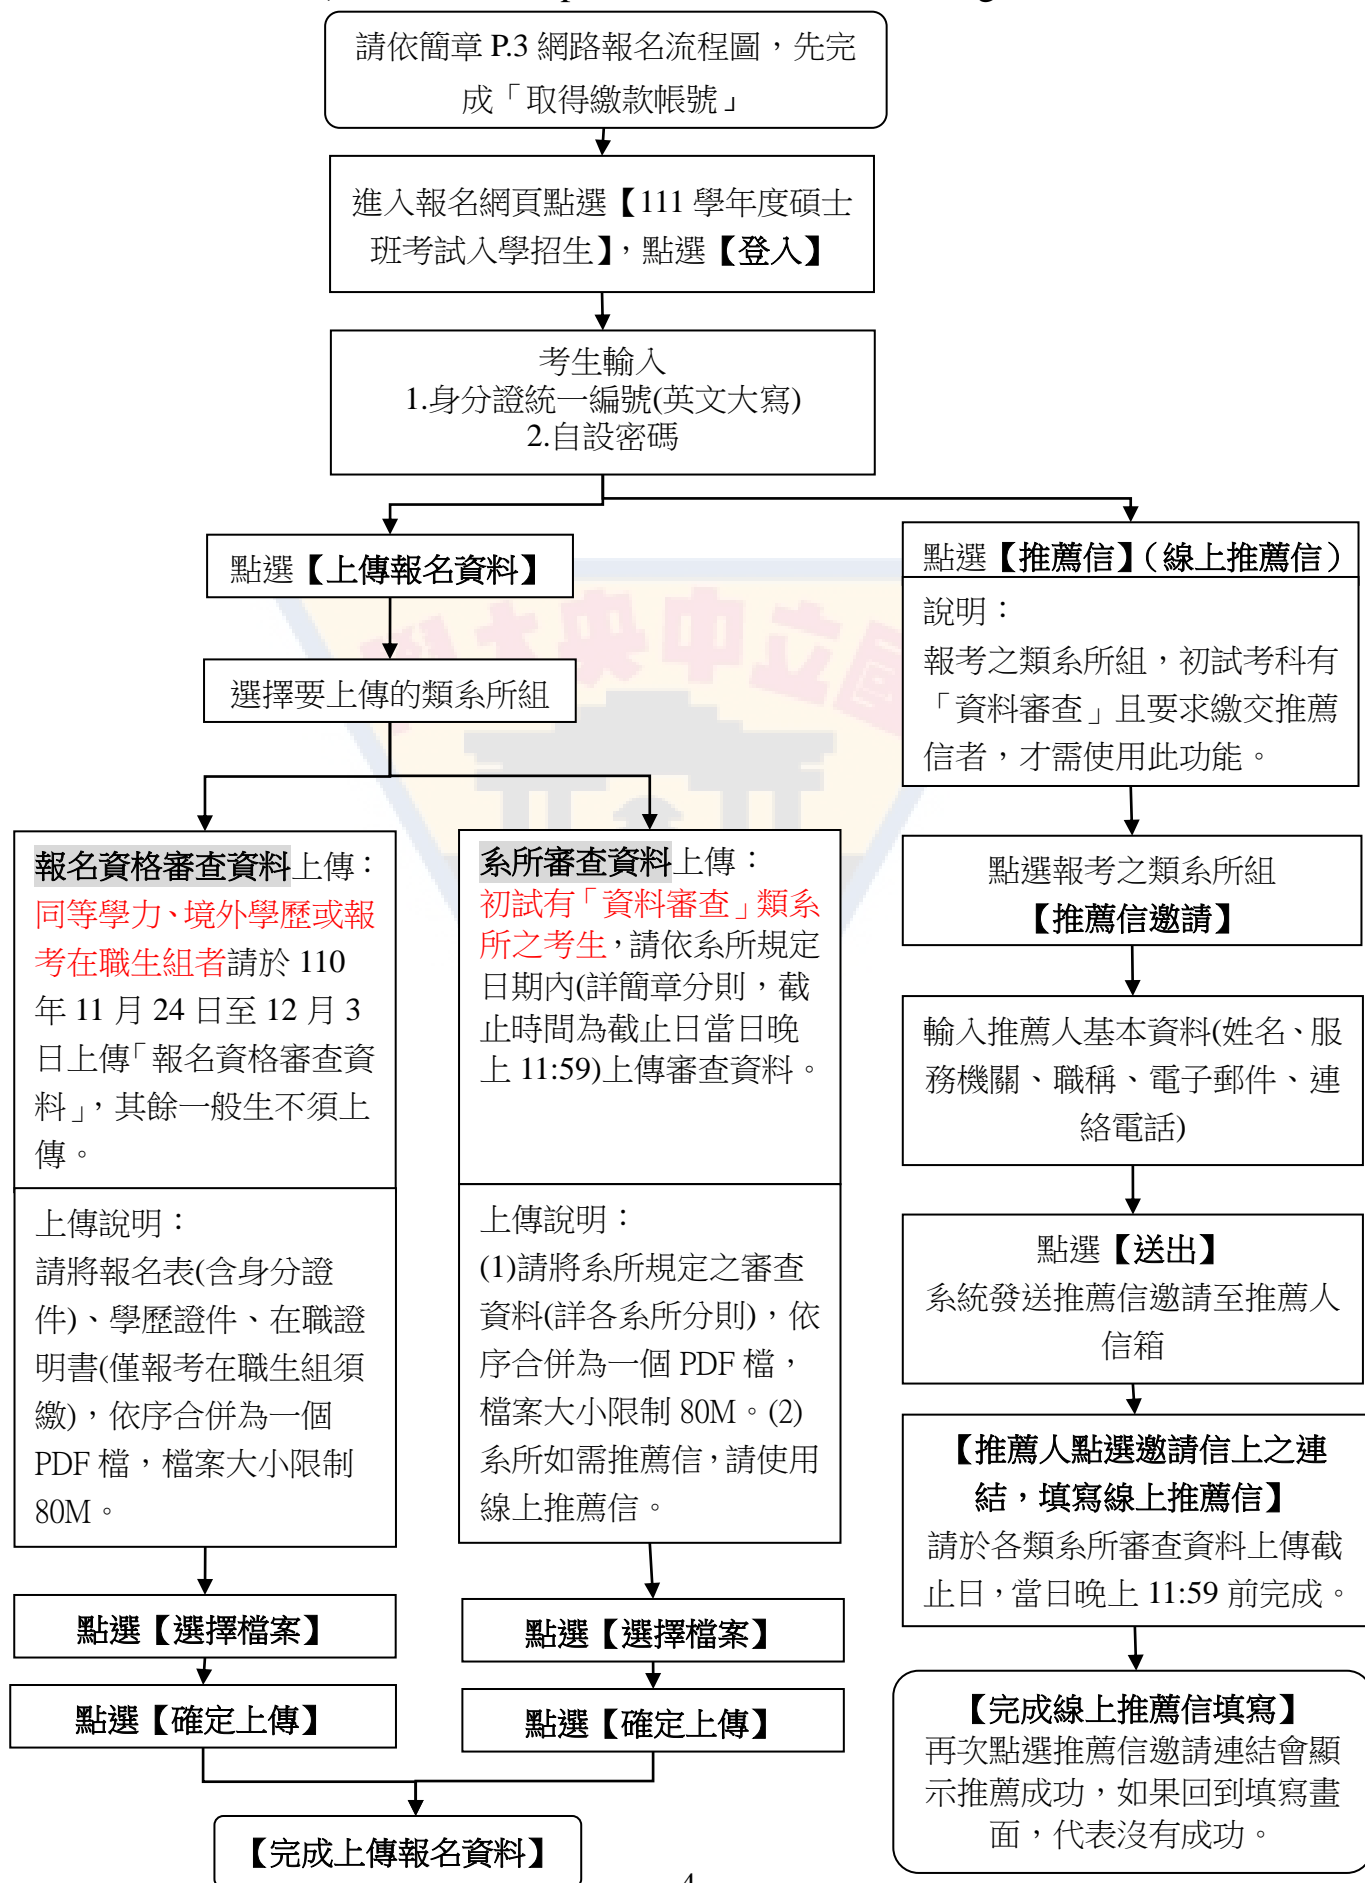 請依簡章 P.3 網路報名流程圖，先完
成「取得繳款帳號」
進入報名網頁點選【111 學年度碩士
班考試入學招生】，點選【登入】
考生輸入
1.身分證統一編號(英文大寫)
2.自設密碼
點選【上傳報名資料】
選擇要上傳的類系所組
報名資格審查資料上傳：
同等學力、境外學歷或報
考在職生組者請於 110
年 11 月 24 日至 12 月 3
日上傳「報名資格審查資
料」，其餘一般生不須上
傳。
上傳說明：
請將報名表(含身分證
件)、學歷證件、在職證
明書(僅報考在職生組須
繳)，依序合併為一個
PDF 檔，檔案大小限制
80M。
點選【選擇檔案】
點選【確定上傳】
系所審查資料上傳：
初試有「資料審查」類系
所之考生，請依系所規定
日期內(詳簡章分則，截
止時間為截止日當日晚
上 11:59)上傳審查資料。
上傳說明：
(1)請將系所規定之審查
資料(詳各系所分則)，依
序合併為一個 PDF 檔，
檔案大小限制 80M。(2)
系所如需推薦信，請使用
線上推薦信。
點選【選擇檔案】
點選【確定上傳】
【完成上傳報名資料】
點選【推薦信】（線上推薦信）
說明：
報考之類系所組，初試考科有
「資料審查」且要求繳交推薦
信者，才需使用此功能。
點選報考之類系所組
【推薦信邀請】
輸入推薦人基本資料(姓名、服
務機關、職稱、電子郵件、連
絡電話)
點選【送出】
系統發送推薦信邀請至推薦人
信箱
【推薦人點選邀請信上之連
結，填寫線上推薦信】
請於各類系所審查資料上傳截
止日，當日晚上 11:59 前完成。
【完成線上推薦信填寫】
再次點選推薦信邀請連結會顯
示推薦成功，如果回到填寫畫
面，代表沒有成功。
學大央中立國